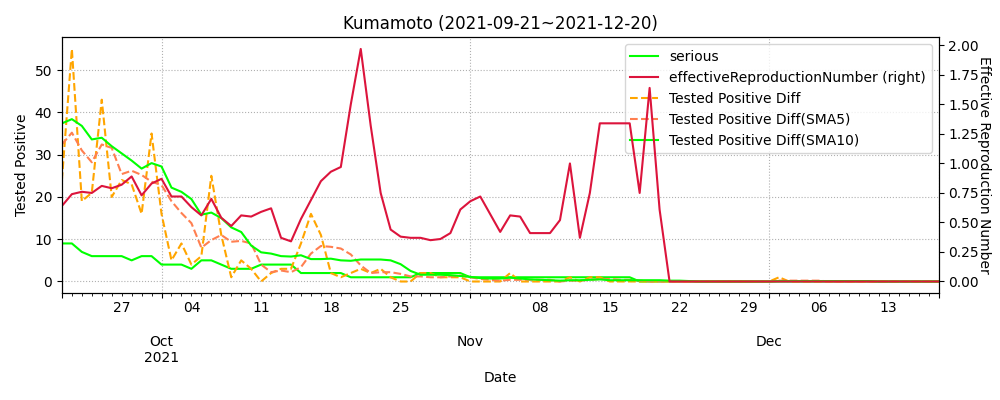 Kumamoto (2021-09-21~2021-12-20)
Tested Positive
50
40
30
20
10
0
serious
effectiveReproductionNumber (right)
Tested Positive Diff
Tested Positive Diff(SMA5)
Tested Positive Diff(SMA10)
2.00
1.75
1.50
1.25
1.00
0.75
0.50
0.25
0.00
Effective Reproduction Number
27 04 11 18 25 08 15 22 29 06 13
Oct Nov Dec
2021
Date